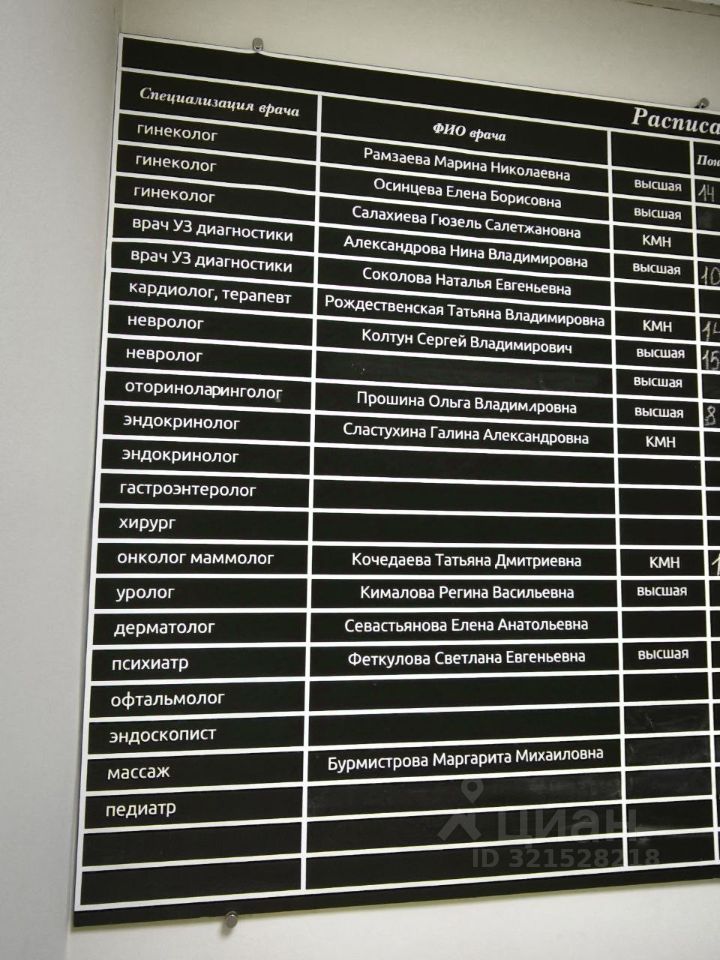 Расписа
Специализация врача ФИО врача Пон
гинеколог Рамзаева Марина Николаевна высшая 14
гинеколог Осинцева Елена Борисовна высшая
гинеколог Салахиева Гюзель Салетжановна КМН
врач УЗ диагностики Александрова Нина Владимировна высшая 10
врач УЗ диагностики Соколова Наталья Евгеньевна
кардиолог, терапевт Рождественская Татьяна Владимировна КМН 14
невролог Колтун Сергей Владимирович высшая 15
невролог высшая
оториноларинголог Прошина Ольга Владимировна высшая 8
эндокринолог Сластухина Галина Александровна КМН
эндокринолог
гастроэнтеролог
хирург
онколог маммолог Кочедаева Татьяна Дмитриевна КМН 1
уролог Кималова Регина Васильевна высшая
дерматолог Севастьянова Елена Анатольевна
психиатр Феткулова Светлана Евгеньевна высшая
офтальмолог
эндоскопист
массаж Бурмистрова Маргарита Михаиловна
педиатр
циан.
ID 321528218